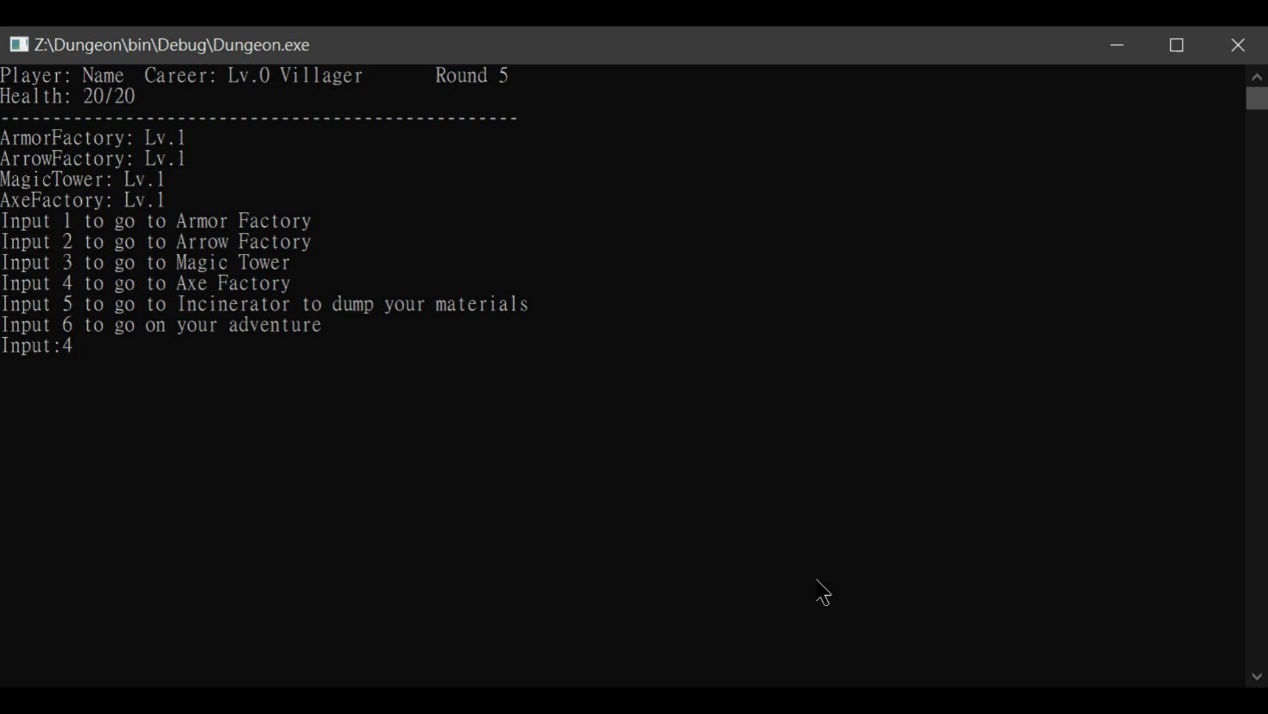 Z:\Dungeon\bin\Debug\Dungeon.exe
Player: Name  Career: Lv.0 Villager       Round 5
Health: 20/20
--------------------------------------------------
ArmorFactory: Lv.1
ArrowFactory: Lv.1
MagicTower: Lv.1
AxeFactory: Lv.1
Input 1 to go to Armor Factory
Input 2 to go to Arrow Factory
Input 3 to go to Magic Tower
Input 4 to go to Axe Factory
Input 5 to go to Incinerator to dump your materials
Input 6 to go on your adventure
Input:4